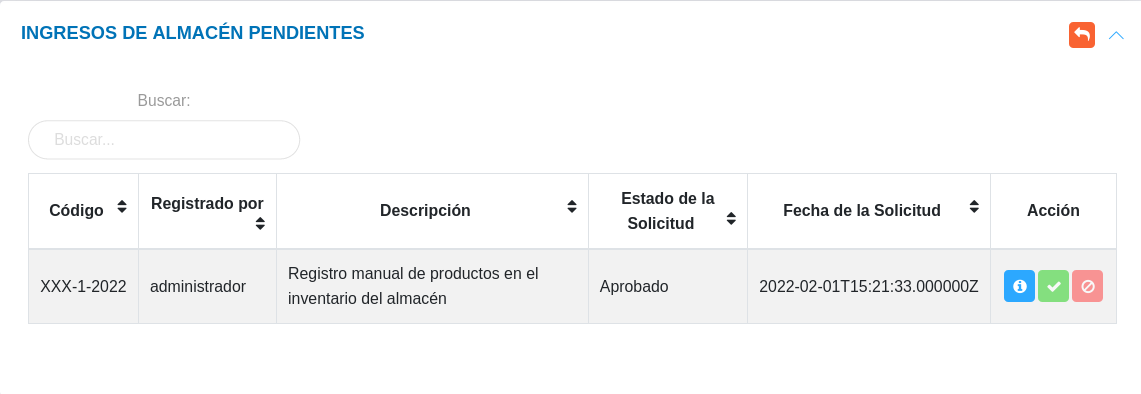 INGRESOS DE ALMACÉN PENDIENTES
Buscar:
Buscar...
Código
Registrado por
Descripción
Estado de la
Solicitud
Fecha de la Solicitud
Acción
XXX-1-2022
administrador
Registro manual de productos en el
inventario del almacén
Aprobado
2022-02-01T15:21:33.000000Z